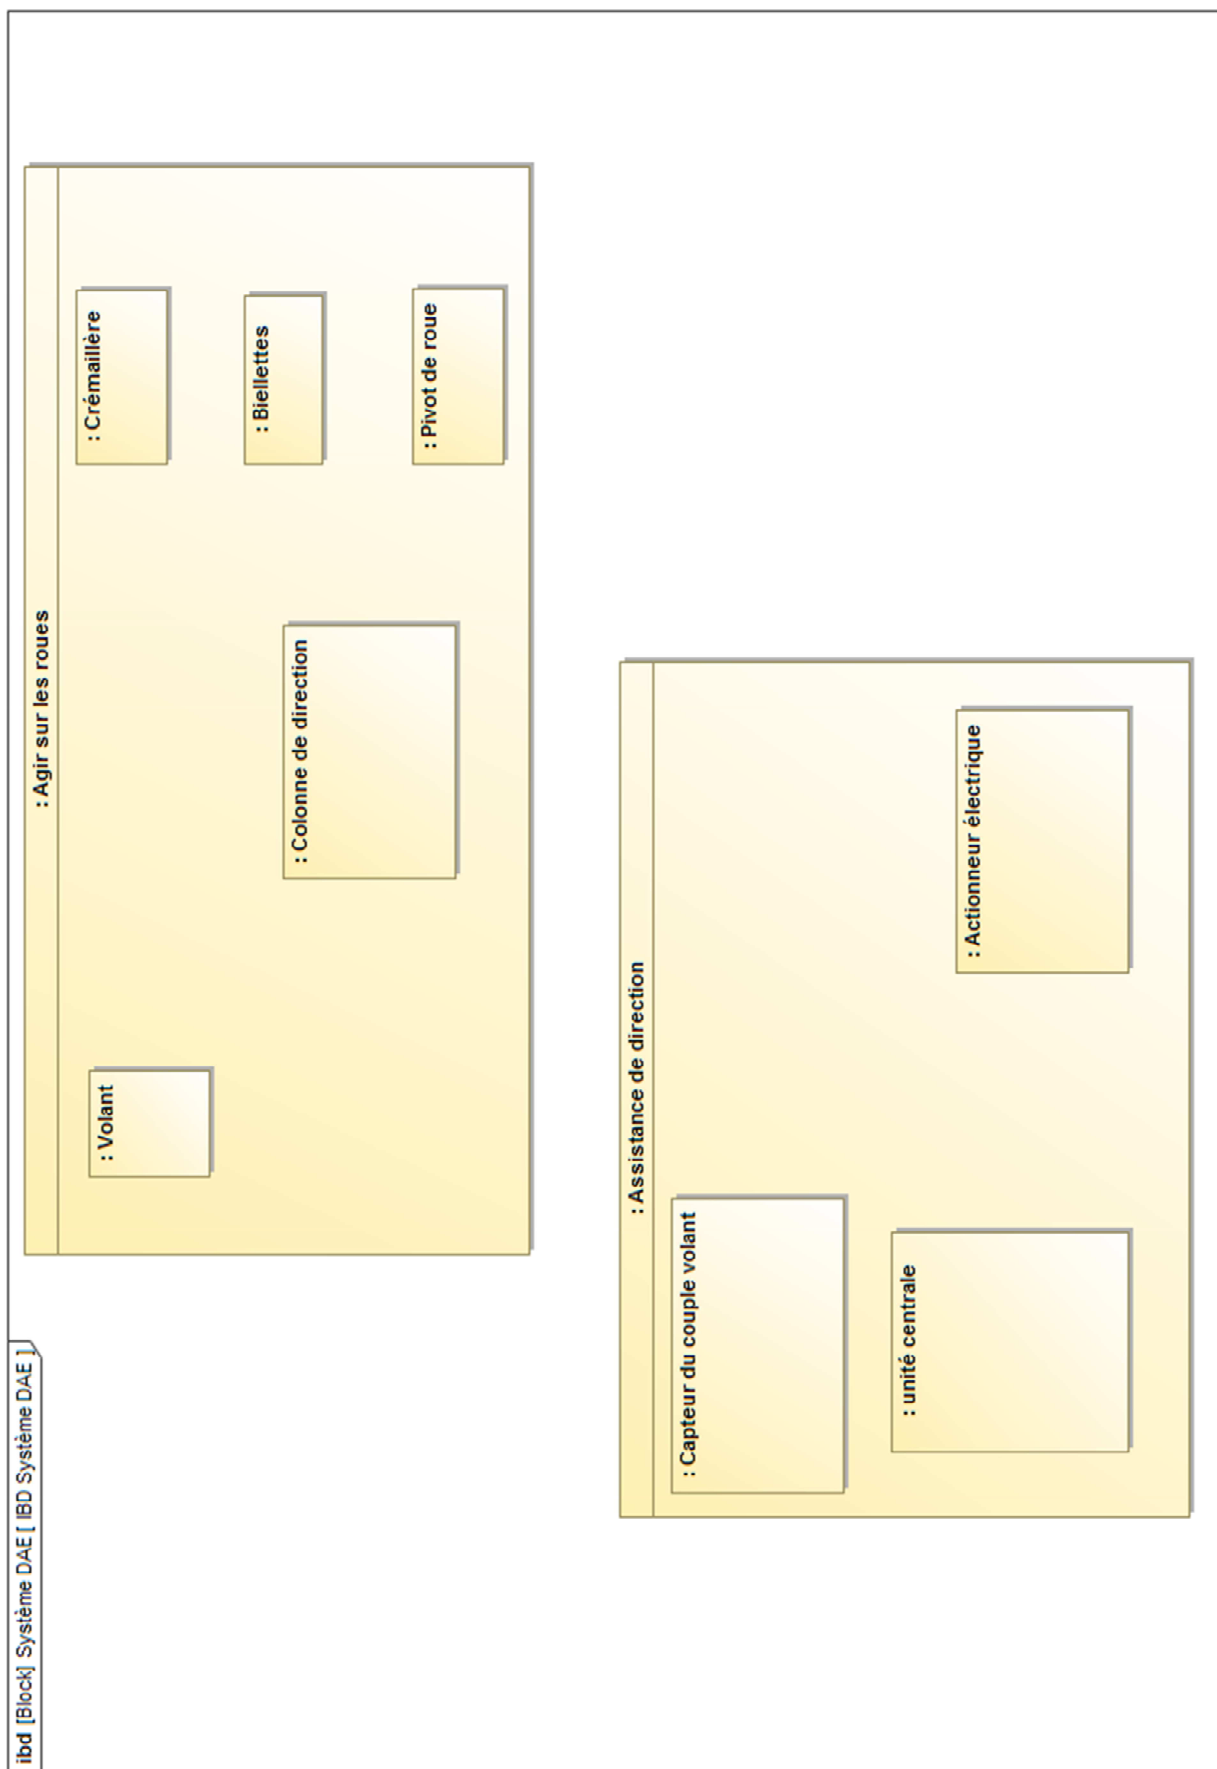 ibd [Block] Système DAE [ IBD Système DAE ]
: Agir sur les roues
: Volant
: Colonne de direction
: Crémaillère
: Biellettes
: Pivot de roue
: Assistance de direction
: Capteur du couple volant
: unité centrale
: Actionneur électrique